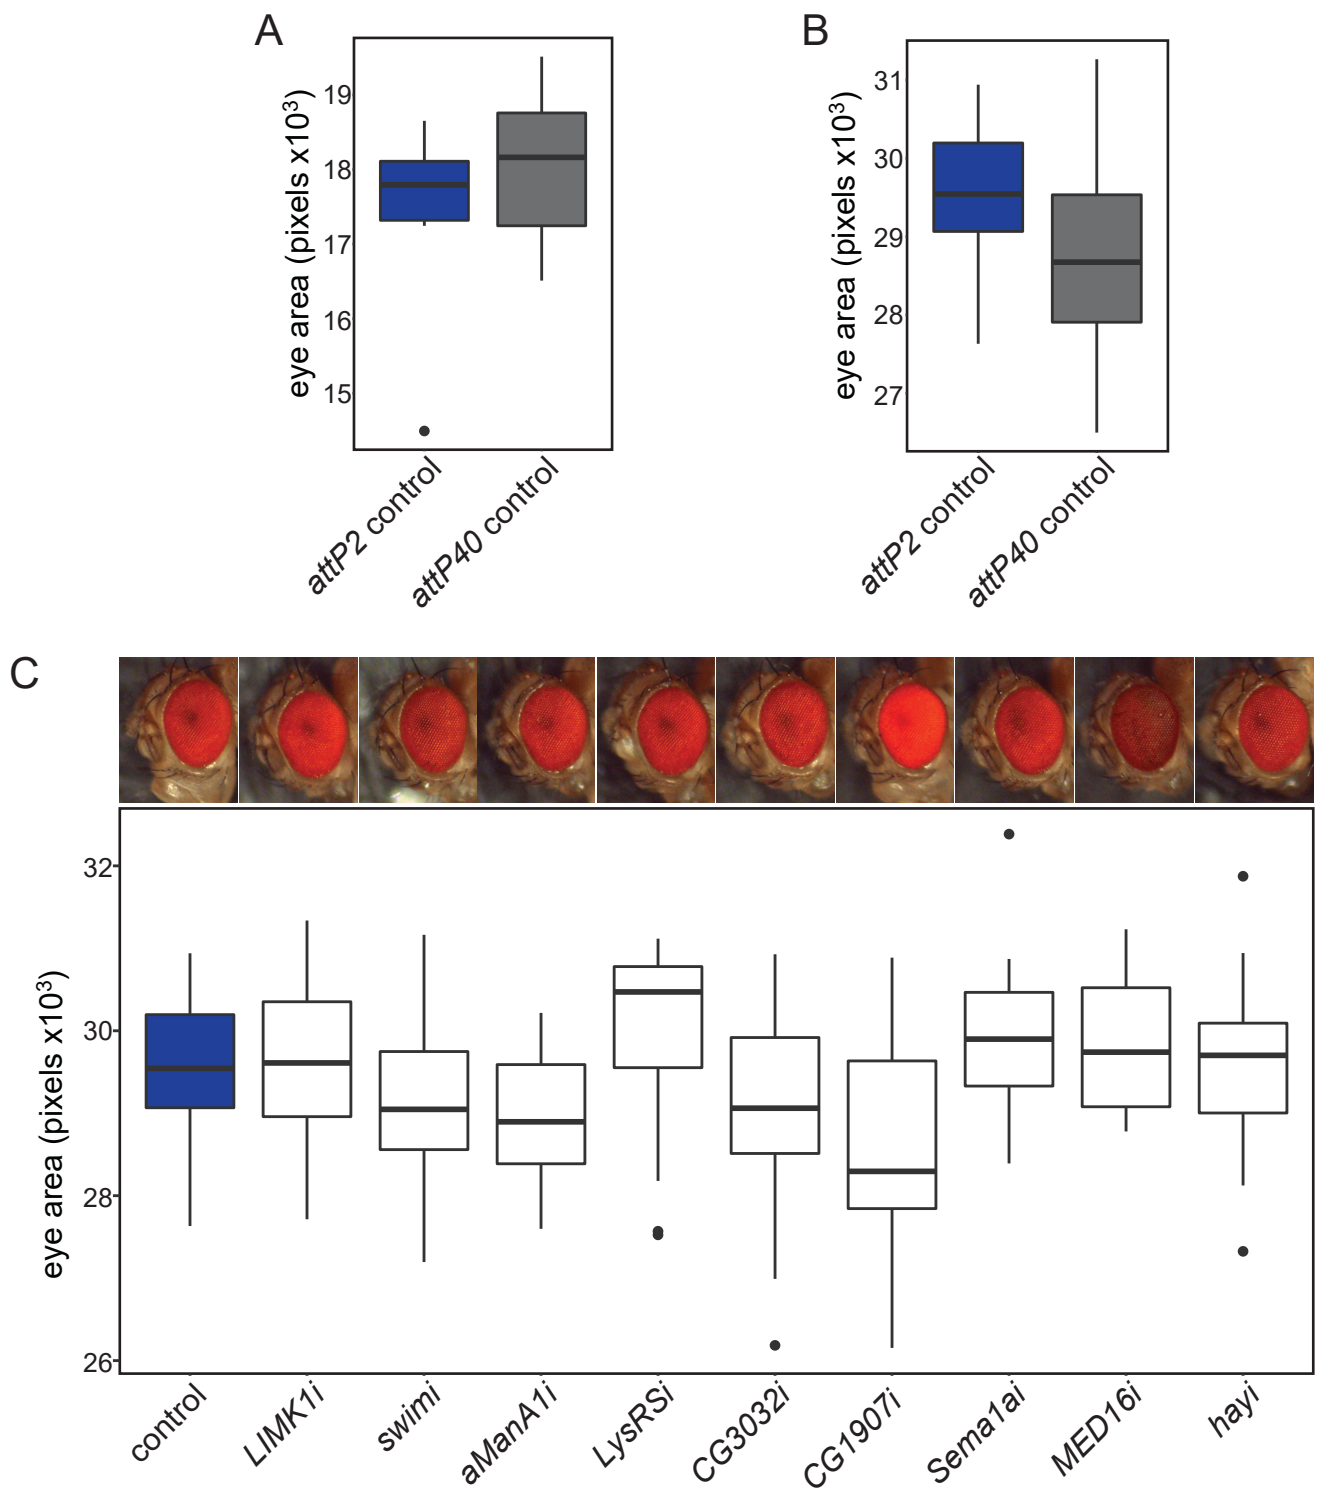 A
eye area (pixels x10³)
19
18
17
16
15
attP2 control
attP40 control
B
eye area (pixels x10³)
31
30
29
28
27
attP2 control
attP40 control
C
eye area (pixels x10³)
32
30
28
26
control
LIMK1i
swimi
aManA1i
LysRSi
CG3032i
CG1907i
Sema1ai
MED16i
hayi